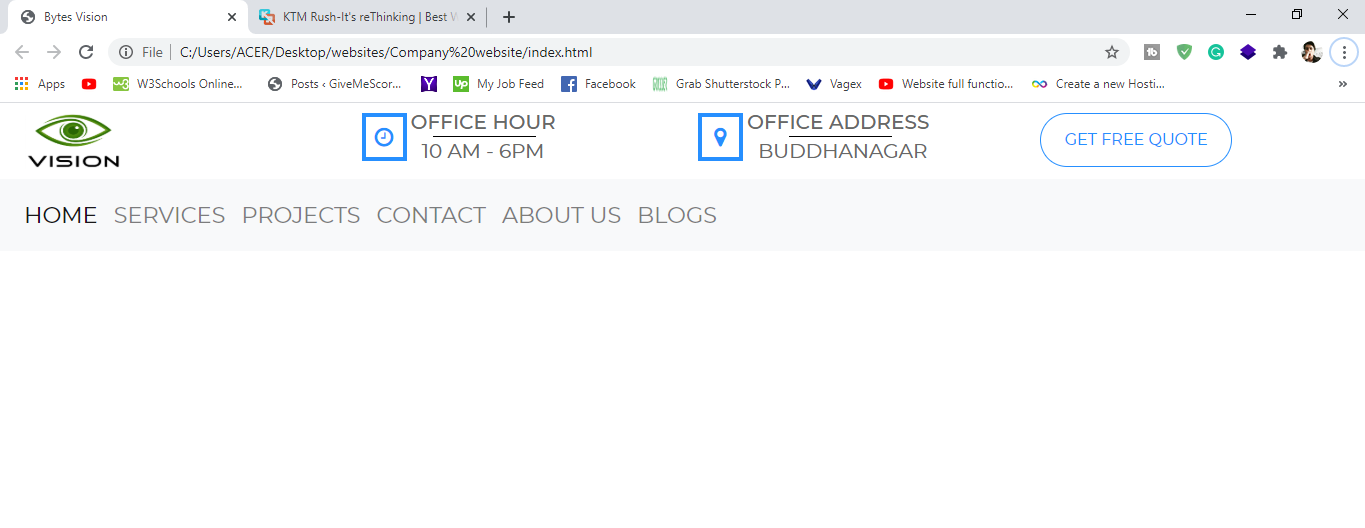 Bytes Vision
KTM Rush-It's reThinking | Best W
File
C:/Users/ACER/Desktop/websites/Company%20website/index.html
Apps
W3Schools Online...
Posts ‹ GiveMeScor...
Up
My Job Feed
Facebook
Grab Shutterstock P...
Vagex
Website full functio...
Create a new Hosti...
»
VISION
OFFICE HOUR
10 AM - 6PM
OFFICE ADDRESS
BUDDHANAGAR
GET FREE QUOTE
HOME SERVICES PROJECTS CONTACT ABOUT US BLOGS